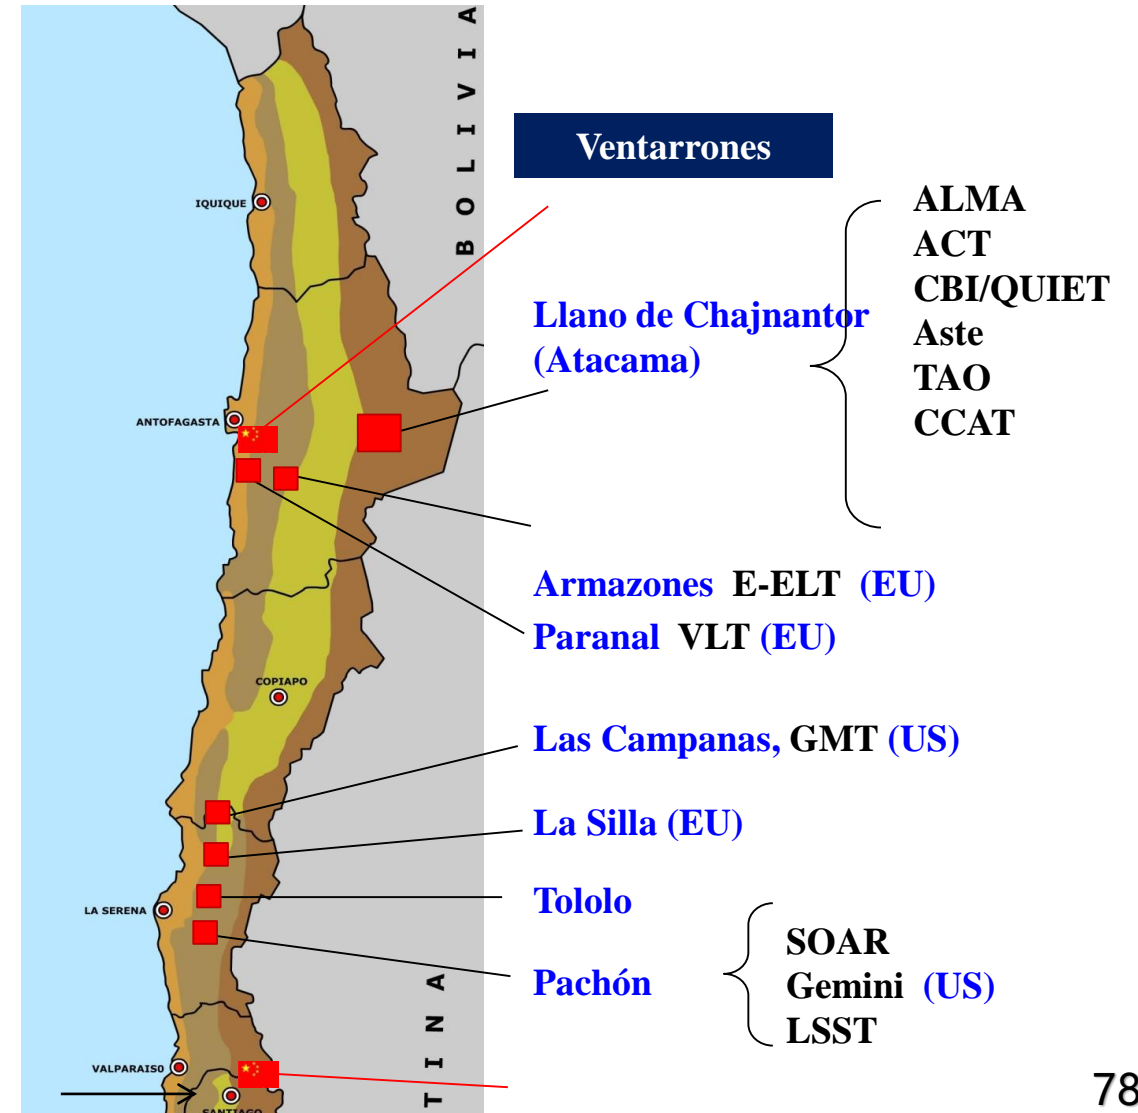 BOLIVIA
Ventarrones
IQUIQUE
ALMA
ACT
CBI/QUIET
Aste
TAO
CCAT
Llano de Chajnantor
(Atacama)
ANTOFAGASTA
Armazones E-ELT (EU)
Paranal VLT (EU)
COPIAPO
Las Campanas, GMT (US)
La Silla (EU)
LA SERENA
Tololo
Pachón
SOAR
Gemini (US)
LSST
TINA
VALPARAISO
SANTIAGO
78